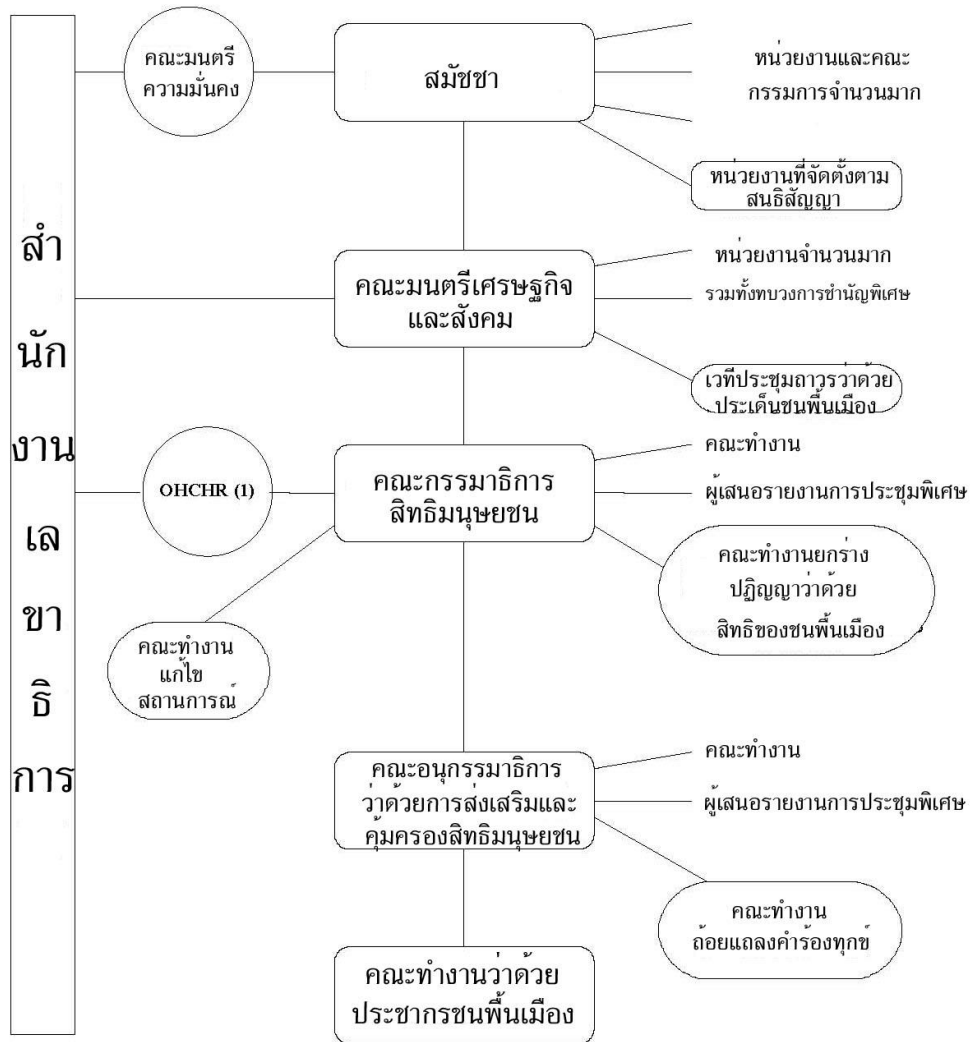 สำ
นัก
งาน
เล
ขา
ธิ
การ
คณะมนตรี
ความมั่นคง
สมัชชา
หน่วยงานและคณะ
กรรมการจำนวนมาก
หน่วยงานที่จัดตั้งตาม
สนธิสัญญา
คณะมนตรีเศรษฐกิจ
และสังคม
หน่วยงานจำนวนมาก
รวมทั้งทบวงการชำนัญพิเศษ
เวทีประชุมถาวรว่าด้วย
ประเด็นชนพื้นเมือง
OHCHR (1)
คณะกรรมาธิการ
สิทธิมนุษยชน
คณะทำงาน
ผู้เสนอรายงานการประชุมพิเศษ
คณะทำงานยกร่าง
ปฏิญญาว่าด้วย
สิทธิของชนพื้นเมือง
คณะทำงาน
แก้ไข
สถานการณ์
คณะอนุกรรมาธิการ
ว่าด้วยการส่งเสริมและ
คุ้มครองสิทธิมนุษยชน
คณะทำงาน
ผู้เสนอรายงานการประชุมพิเศษ
คณะทำงาน
ถ้อยแถลงคำร้องทุกข์
คณะทำงานว่าด้วย
ประชากรชนพื้นเมือง